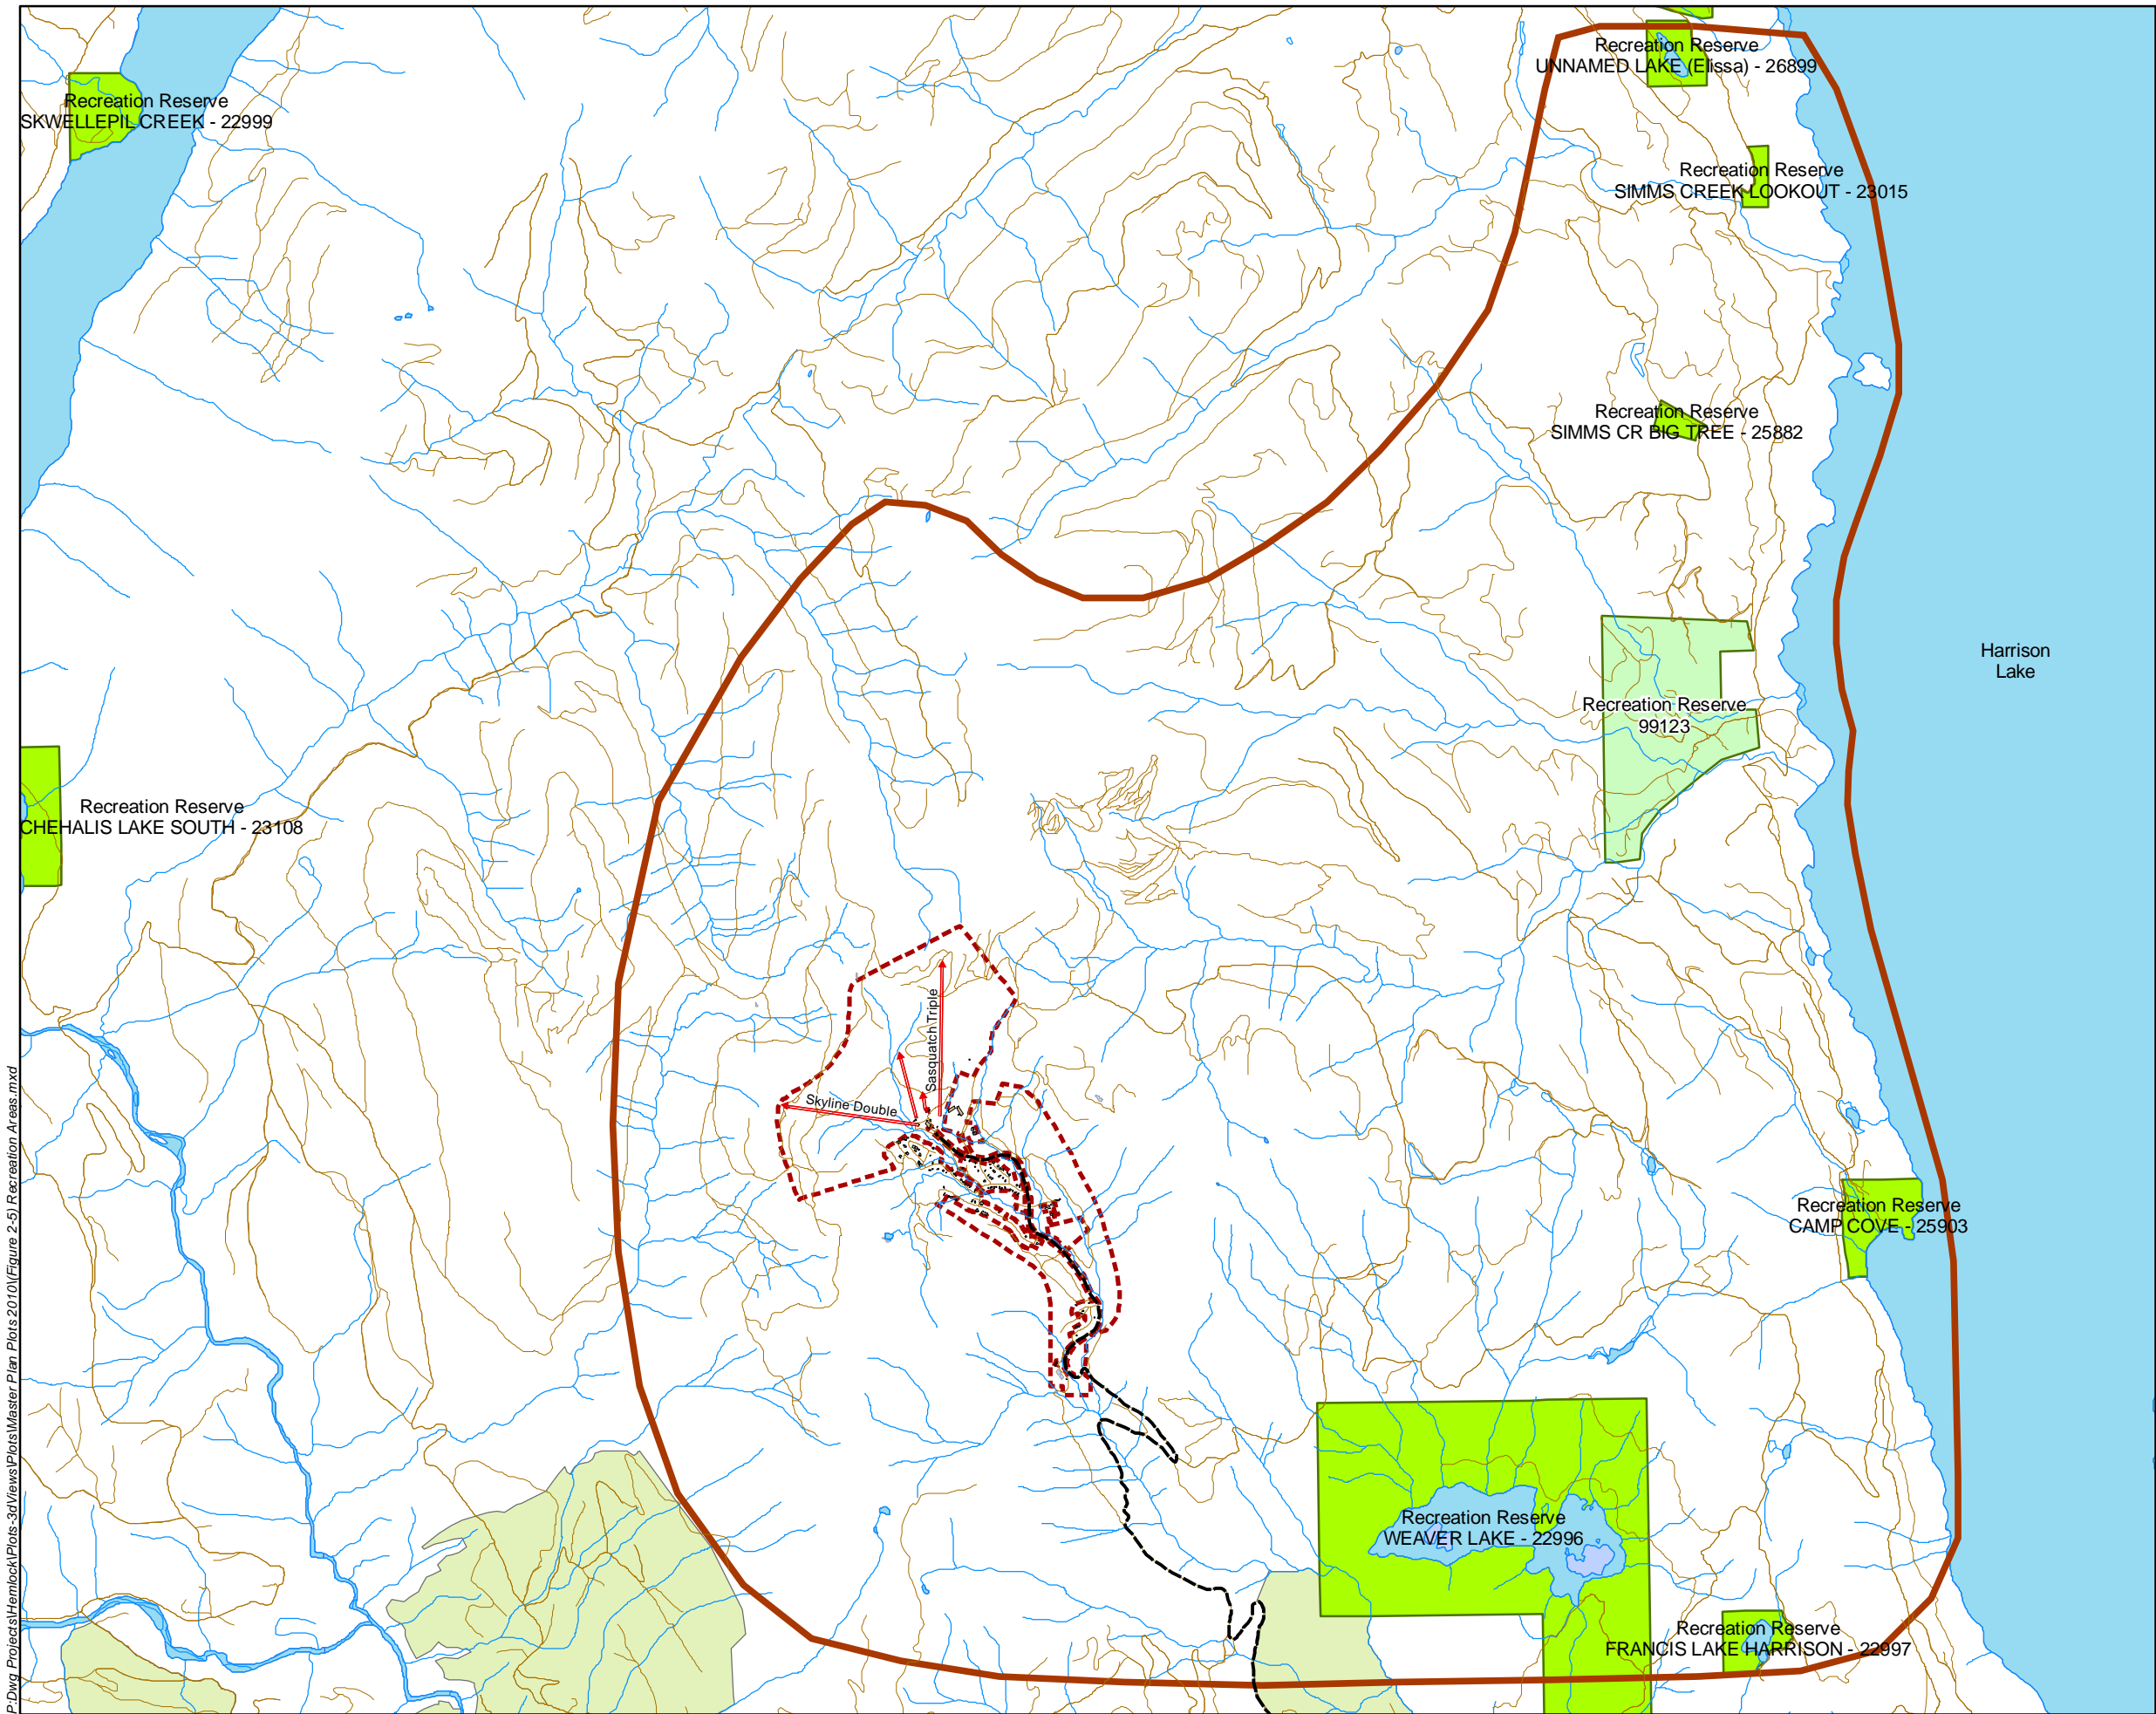 Recreation Reserve
UNNAMED LAKE (Elissa) - 26899
Recreation Reserve
SKWELLEPIL CREEK - 22999
Recreation Reserve
SIMMS CREEK LOOKOUT - 23015
Recreation Reserve
SIMMS CR BIG TREE - 25882
Harrison
Lake
Recreation Reserve
99123
Recreation Reserve
CHEHALIS LAKE SOUTH - 23108
Sasquatch Triple
Skyline Double
Recreation Reserve
CAMP COVE - 25903
Recreation Reserve
WEAVER LAKE - 22996
Recreation Reserve
FRANCIS LAKE HARRISON - 22997
P:Dwg Projects\Hemlock\Plots-3dViews\Plots\Master Plan Plots 2010\(Figure 2-5) Recreation Areas.mxd